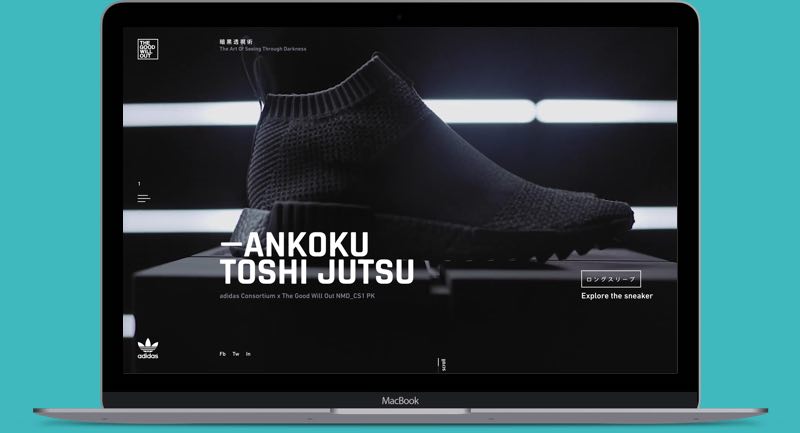 THE
GOOD
WILL
OUT
暗黒透視術
The Art Of Seeing Through Darkness
1
—ANKOKU
TOSHI JUTSU
adidas Consortium x The Good Will Out NMD_CS1 PK
ロングスリーブ
Explore the sneaker
adidas
Fb Tw In
scroll
MacBook